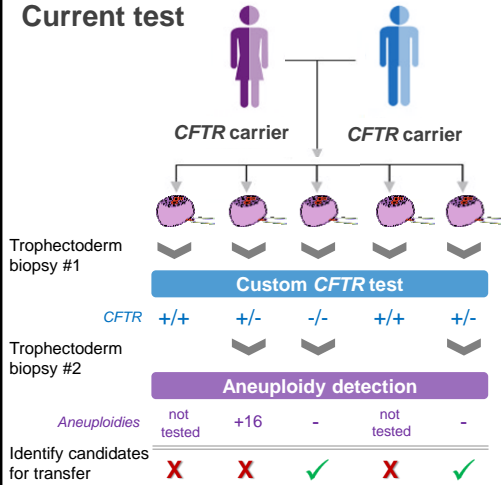 Current test
CFTR carrier
CFTR carrier
Trophectoderm
biopsy #1
Custom CFTR test
CFTR +/+ +/- -/- +/+ +/-
Trophectoderm
biopsy #2
Aneuploidy detection
Aneuploidies not tested +16 - not tested -
Identify candidates
for transfer X X ✓ X ✓